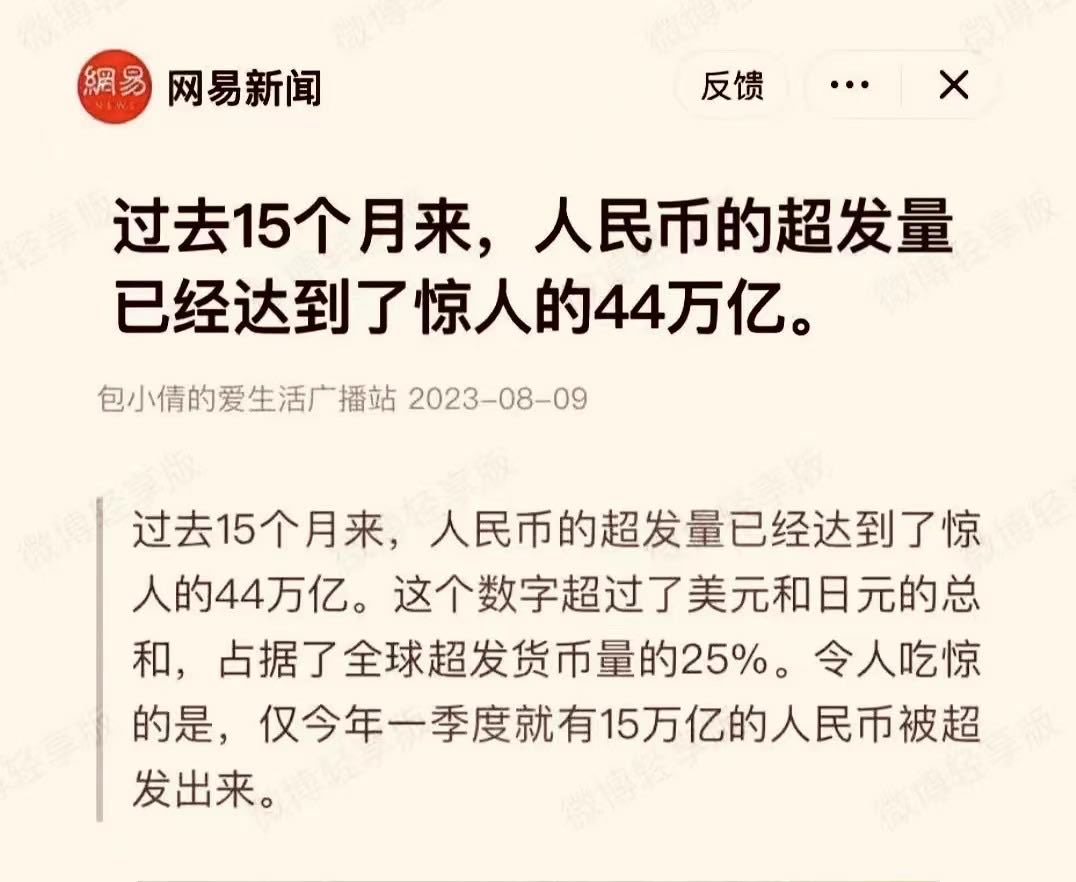 網易
NEWS
网易新闻
反馈
过去15个月来，人民币的超发量
已经达到了惊人的44万亿。
包小倩的爱生活广播站 2023-08-09
过去15个月来，人民币的超发量已经达到了惊
人的44万亿。这个数字超过了美元和日元的总
和，占据了全球超发货币量的25%。令人吃惊
的是，仅今年一季度就有15万亿的人民币被超
发出来。
微博轻享版